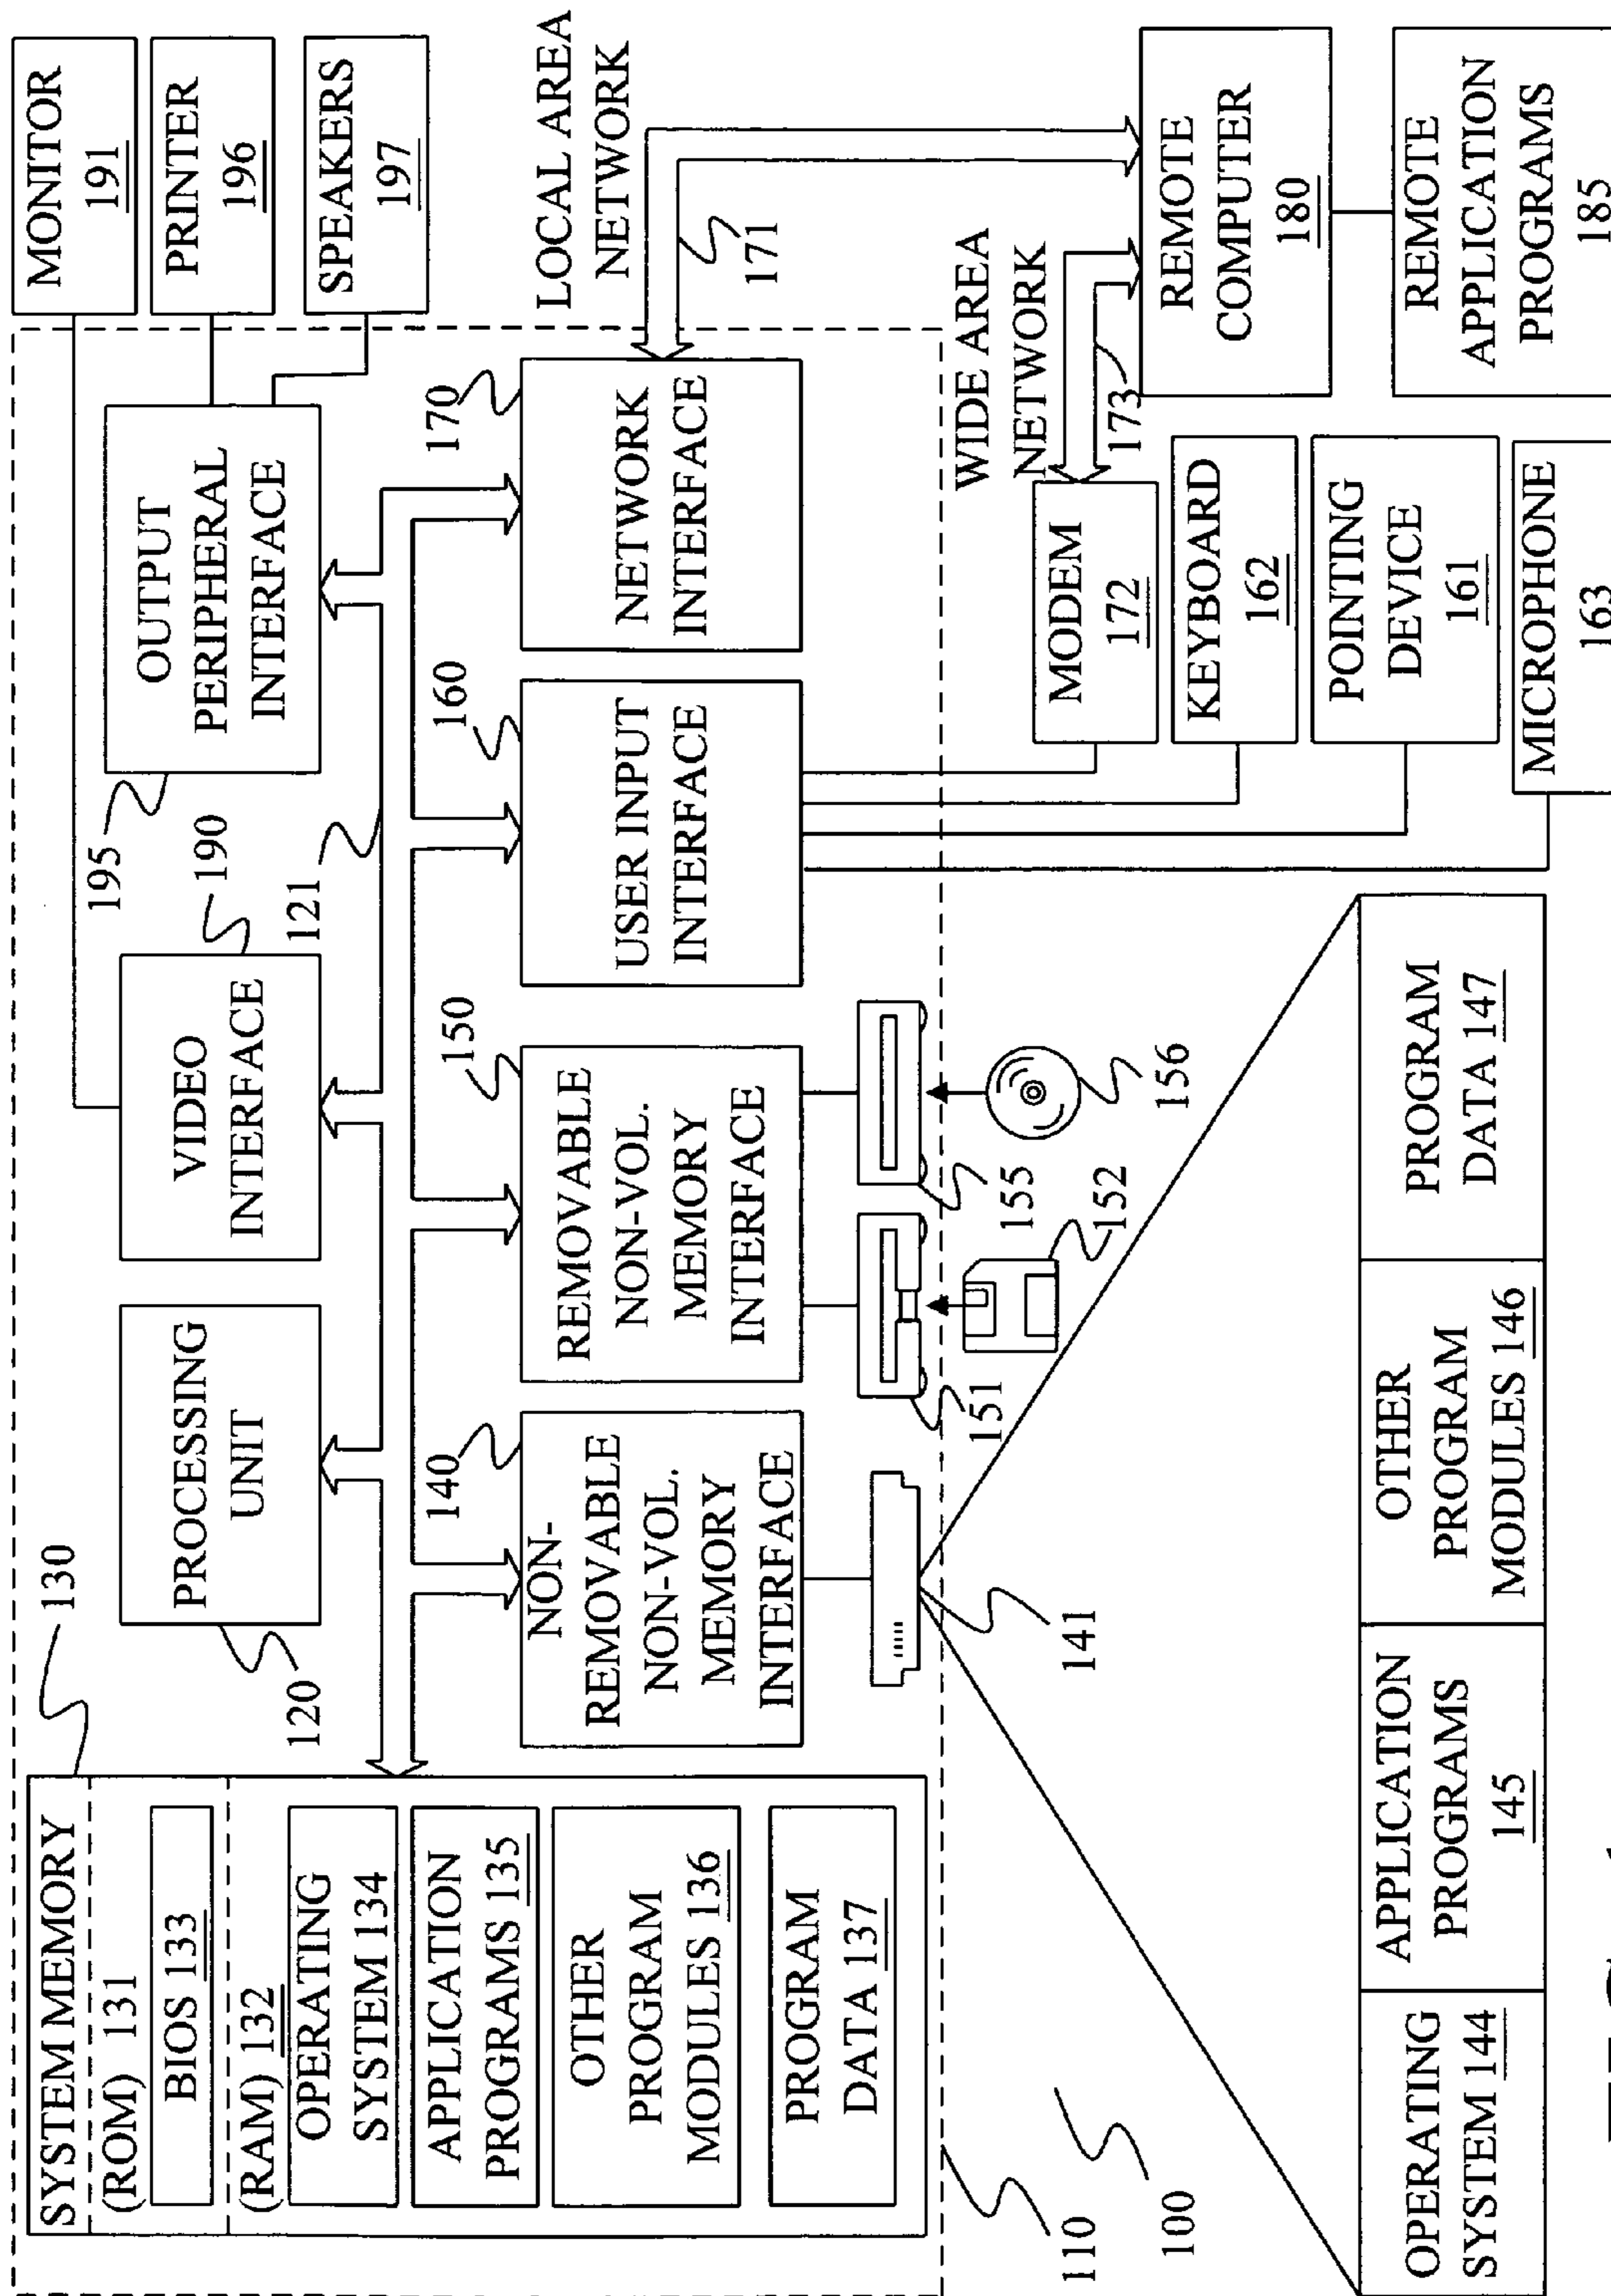 SYSTEM MEMORY
(ROM) 131
BIOS 133
(RAM) 132
OPERATING
SYSTEM 134
APPLICATION
PROGRAMS 135
OTHER
PROGRAM
MODULES 136
PROGRAM
DATA 137
130
PROCESSING
UNIT
120
VIDEO
INTERFACE
190
121
OUTPUT
PERIPHERAL
INTERFACE
195
MONITOR
191
PRINTER
196
SPEAKERS
197
140
NON-
REMOVABLE
NON-VOL.
MEMORY
INTERFACE
150
REMOVABLE
NON-VOL.
MEMORY
INTERFACE
160
USER INPUT
INTERFACE
170
NETWORK
INTERFACE
LOCAL AREA
NETWORK
171
141
151
152
155
156
WIDE AREA
NETWORK
173
MODEM
172
KEYBOARD
162
POINTING
DEVICE
161
MICROPHONE
163
REMOTE
COMPUTER
180
REMOTE
APPLICATION
PROGRAMS
185
110
100
OPERATING
SYSTEM 144
APPLICATION
PROGRAMS
145
OTHER
PROGRAM
MODULES 146
PROGRAM
DATA 147